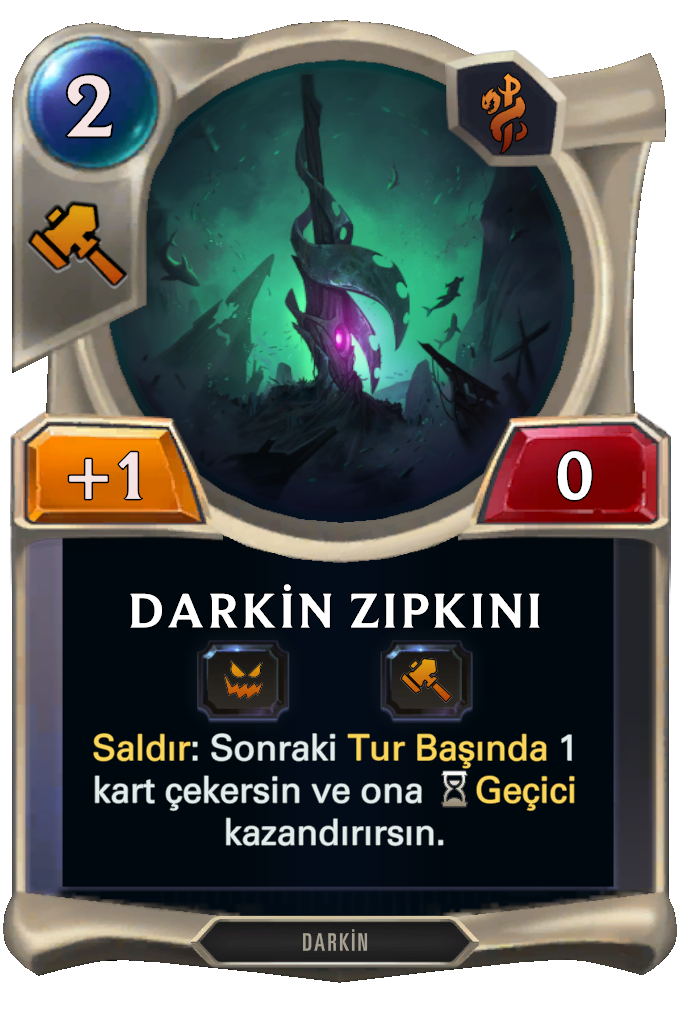 2
+1
0
DARKİN ZIPKINI
Saldır: Sonraki Tur Başında 1
kart çekersin ve ona Geçici
kazandırırsın.
DARKİN